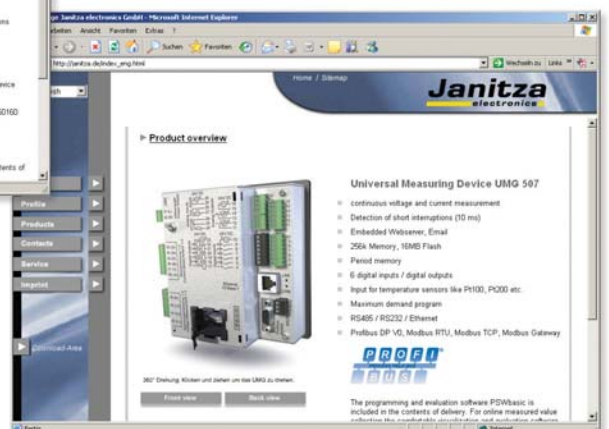 ge Janitza electronics GmbH - Microsoft Internet Explorer
arbeiten Ansicht Favoriten Extras ?
Suchen Favoriten
http://janitza.de/index_eng.html
Wechseln zu Links
Home / Sitemap
Janitza
electronics
Product overview
Profile
Products
Contacts
Service
Imprint
Download-Area
Universal Measuring Device UMG 507
continuous voltage and current measurement
Detection of short interruptions (10 ms)
Embedded Webserver, Email
256k Memory, 16MB Flash
Period memory
6 digital inputs / digital outputs
Input for temperature sensors like Pt100, Pt200 etc.
Maximum demand program
RS485 / RS232 / Ethernet
Profibus DP V0, Modbus RTU, Modbus TCP, Modbus Gateway
PROFI
BUS
360° Drehung: Klicken und ziehen um das UMG zu drehen.
Front view Back view
The programming and evaluation software PSWbasic is
included in the contents of delivery. For online measured value
Fertig Internet